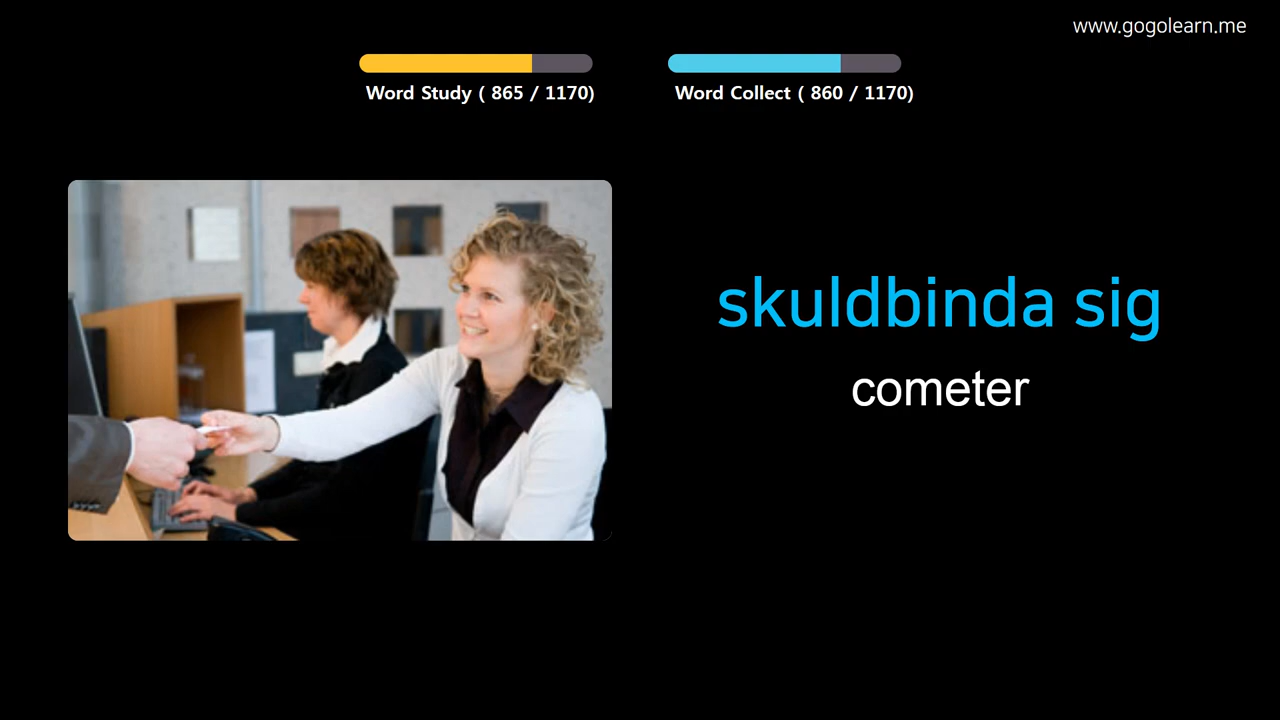 www.gogolearn.me
Word Study ( 865 / 1170)
Word Collect ( 860 / 1170)
skuldbinda sig
cometer